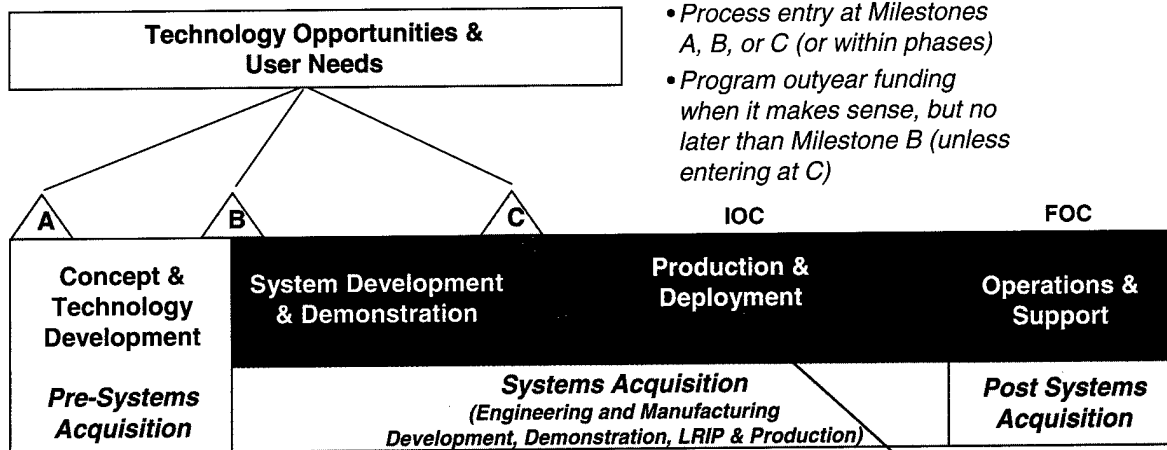 Technology Opportunities &
User Needs
• Process entry at Milestones
A, B, or C (or within phases)
• Program outyear funding
when it makes sense, but no
later than Milestone B (unless
entering at C)
A
B
C
IOC
FOC
Concept &
Technology
Development
System Development
& Demonstration
Production &
Deployment
Operations &
Support
Pre-Systems
Acquisition
Systems Acquisition
(Engineering and Manufacturing
Development, Demonstration, LRIP & Production)
Post Systems
Acquisition